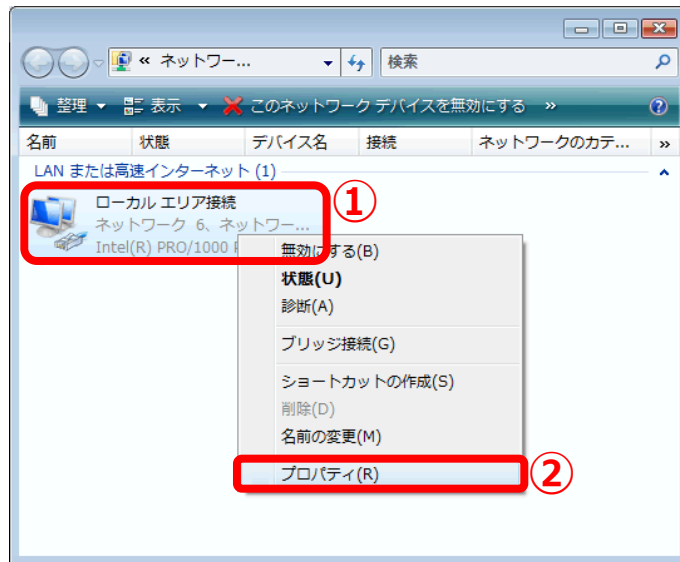 « ネットワー...
検索
整理 表示 このネットワーク デバイスを無効にする »
名前 状態 デバイス名 接続 ネットワークのカテ... »
LAN または高速インターネット (1)
ローカル エリア接続
ネットワーク 6、ネットワー...
Intel(R) PRO/1000
①
無効にする(B)
状態(U)
診断(A)
ブリッジ接続(G)
ショートカットの作成(S)
削除(D)
名前の変更(M)
プロパティ(R)
②